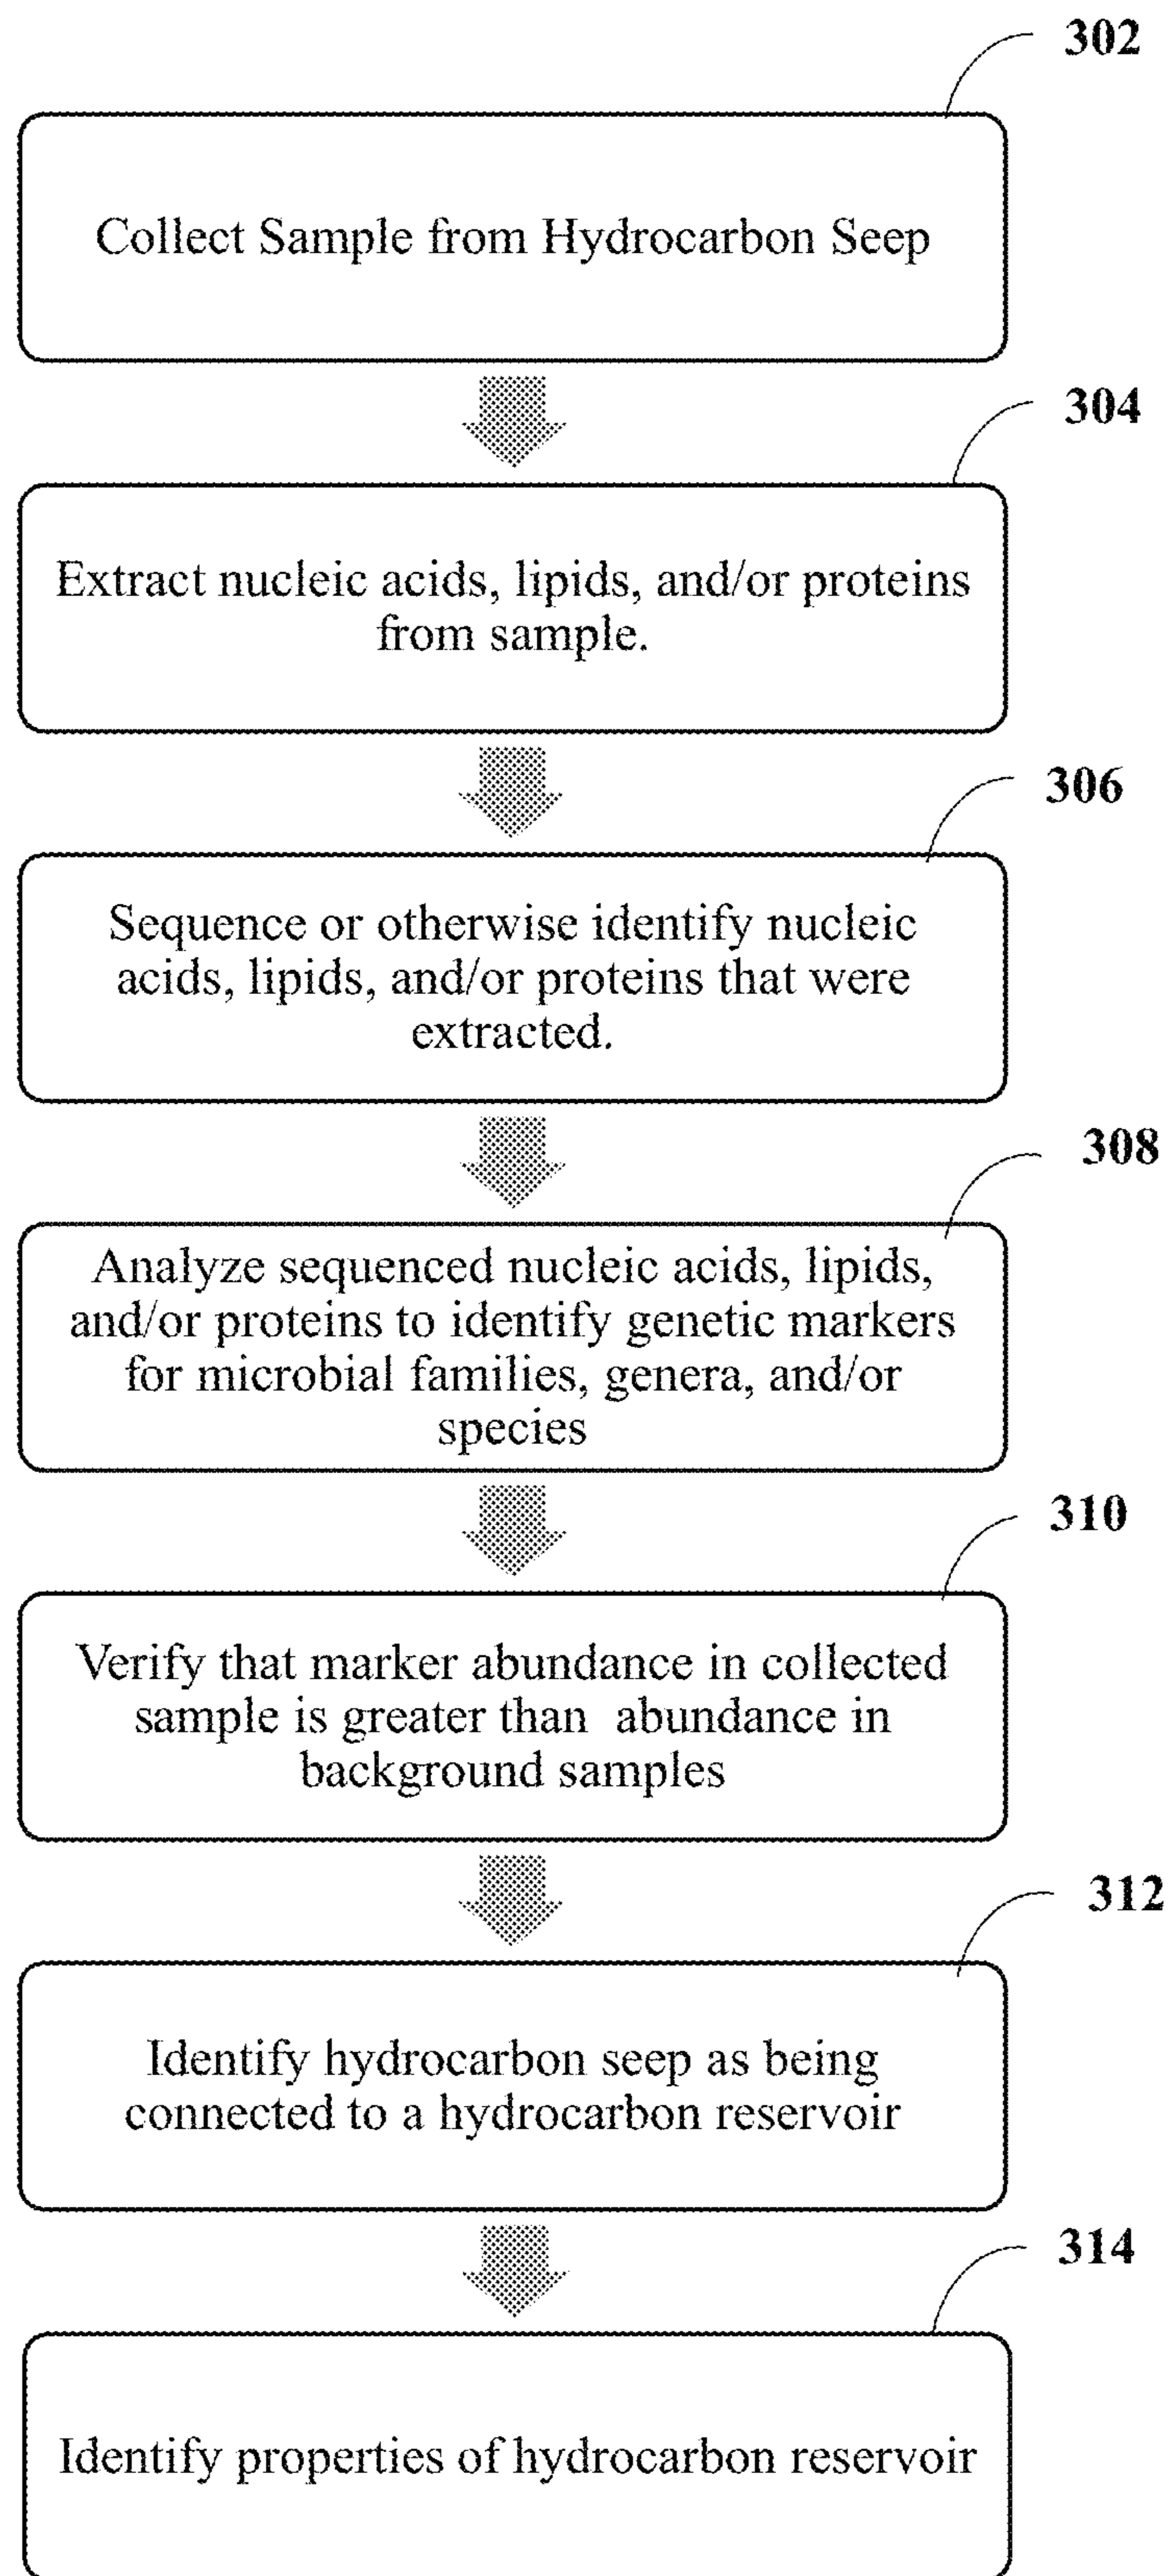 302
Collect Sample from Hydrocarbon Seep
304
Extract nucleic acids, lipids, and/or proteins
from sample.
306
Sequence or otherwise identify nucleic
acids, lipids, and/or proteins that were
extracted.
308
Analyze sequenced nucleic acids, lipids,
and/or proteins to identify genetic markers
for microbial families, genera, and/or
species
310
Verify that marker abundance in collected
sample is greater than abundance in
background samples
312
Identify hydrocarbon seep as being
connected to a hydrocarbon reservoir
314
Identify properties of hydrocarbon reservoir